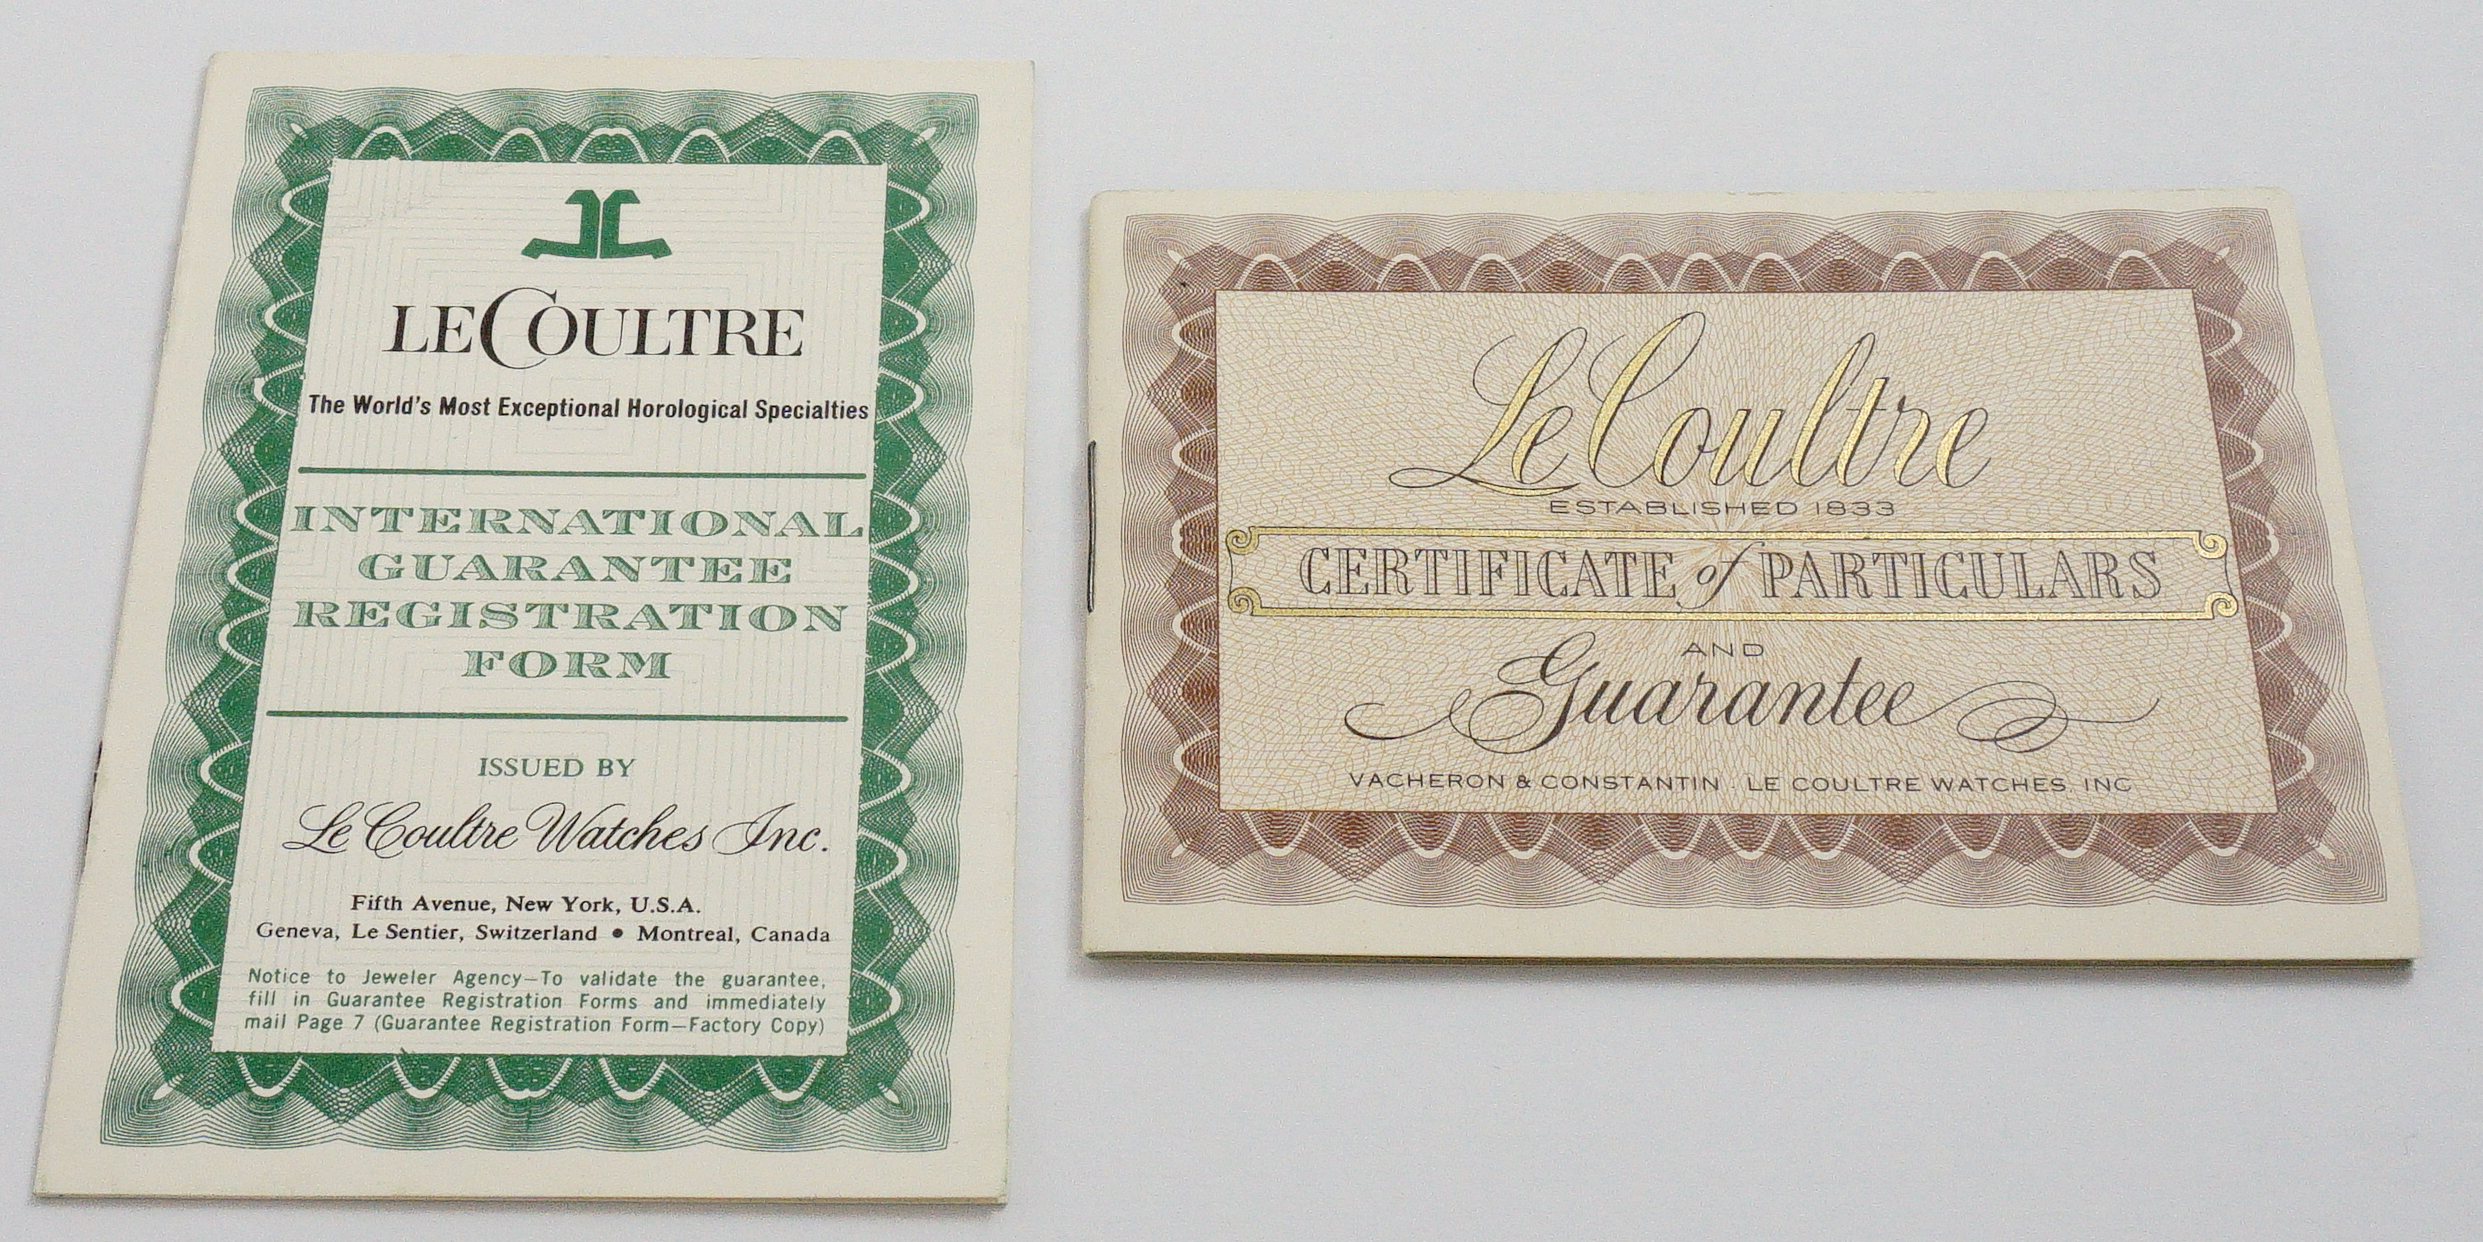 LECOULTRE
The World's Most Exceptional Horological Specialties
INTERNATIONAL
GUARANTEE
REGISTRATION
FORM
ISSUED BY
Le Coultre Watches Inc.
Fifth Avenue, New York, U.S.A.
Geneva, Le Sentier, Switzerland • Montreal, Canada
Notice to Jeweler Agency—To validate the guarantee,
fill in Guarantee Registration Forms and immediately
mail Page 7 (Guarantee Registration Form—Factory Copy)
LeCoultre
ESTABLISHED 1833
CERTIFICATE of PARTICULARS
AND
Guarantee
VACHERON & CONSTANTIN · LE COULTRE WATCHES, INC